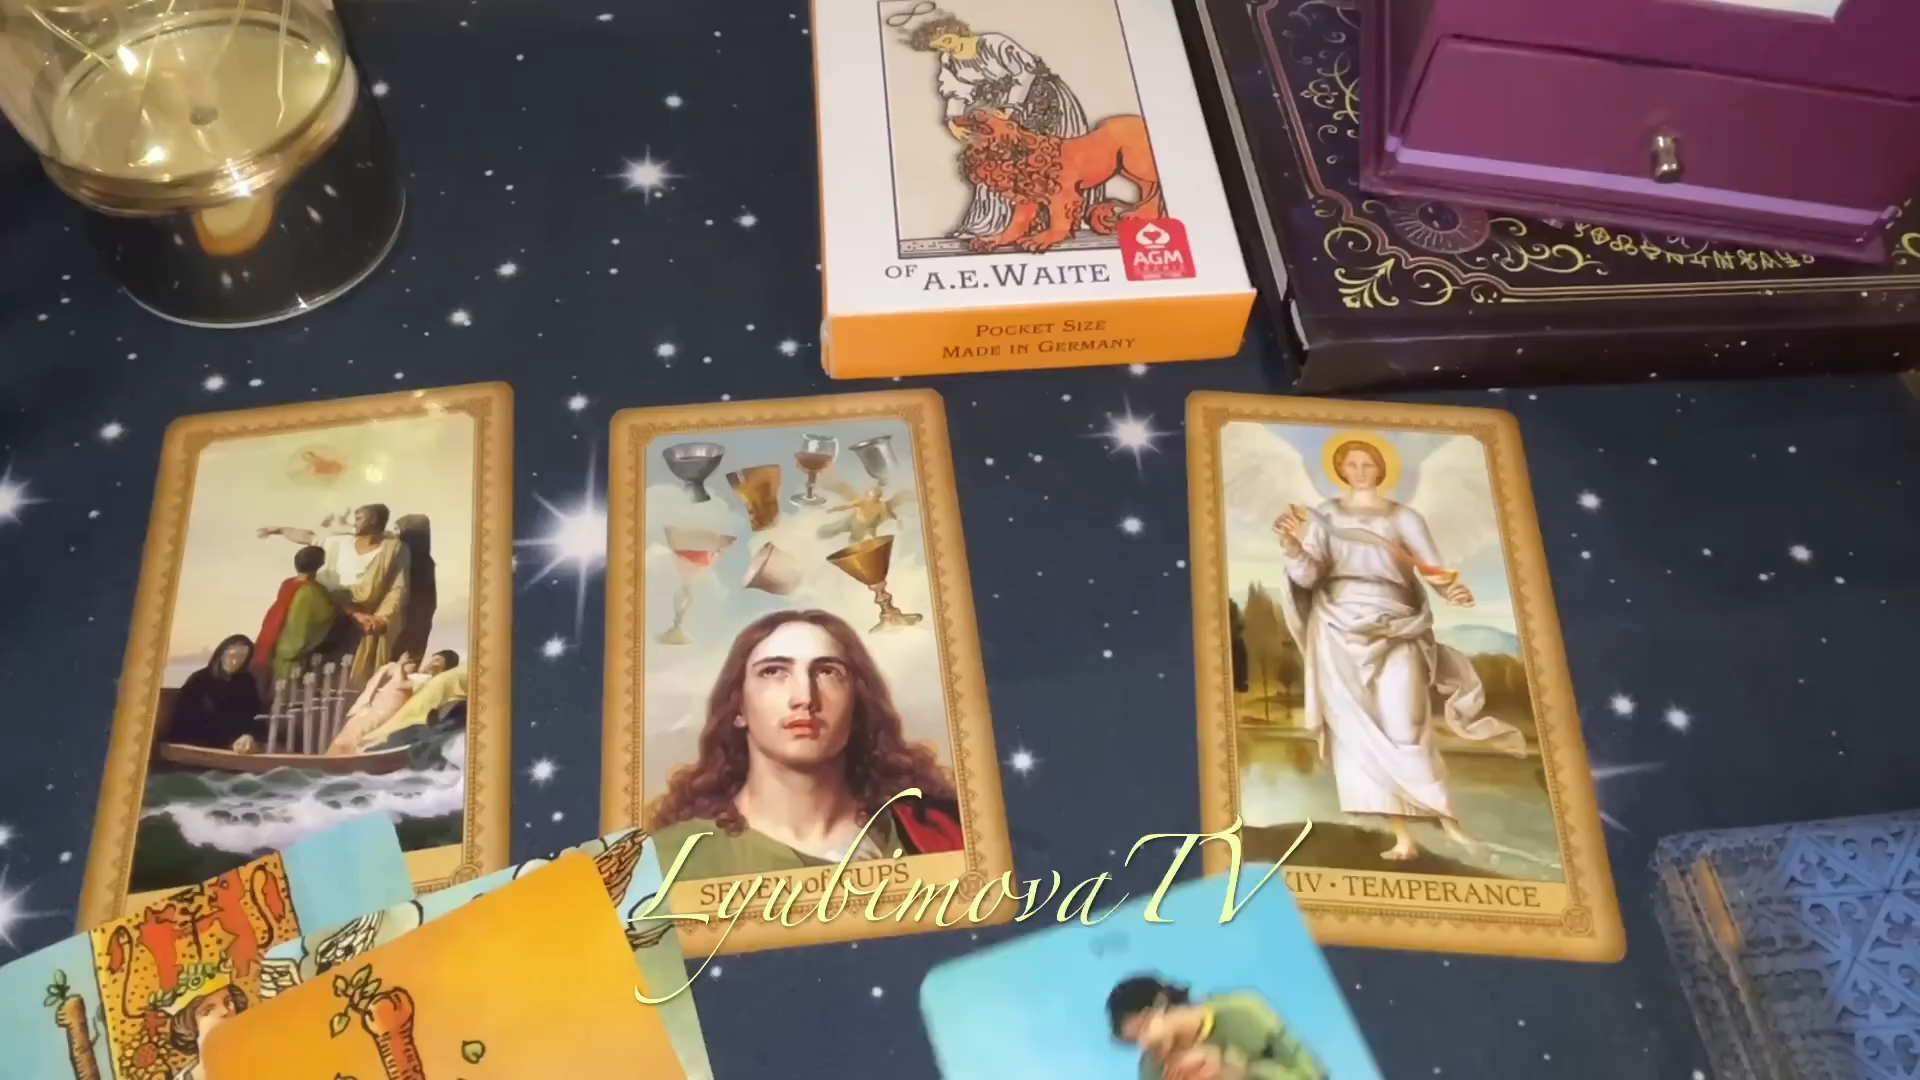 OF A.E.WAITE
AGM
POCKET SIZE
MADE IN GERMANY
SEVEN of CUPS
XIV • TEMPERANCE
LyubimovaTV